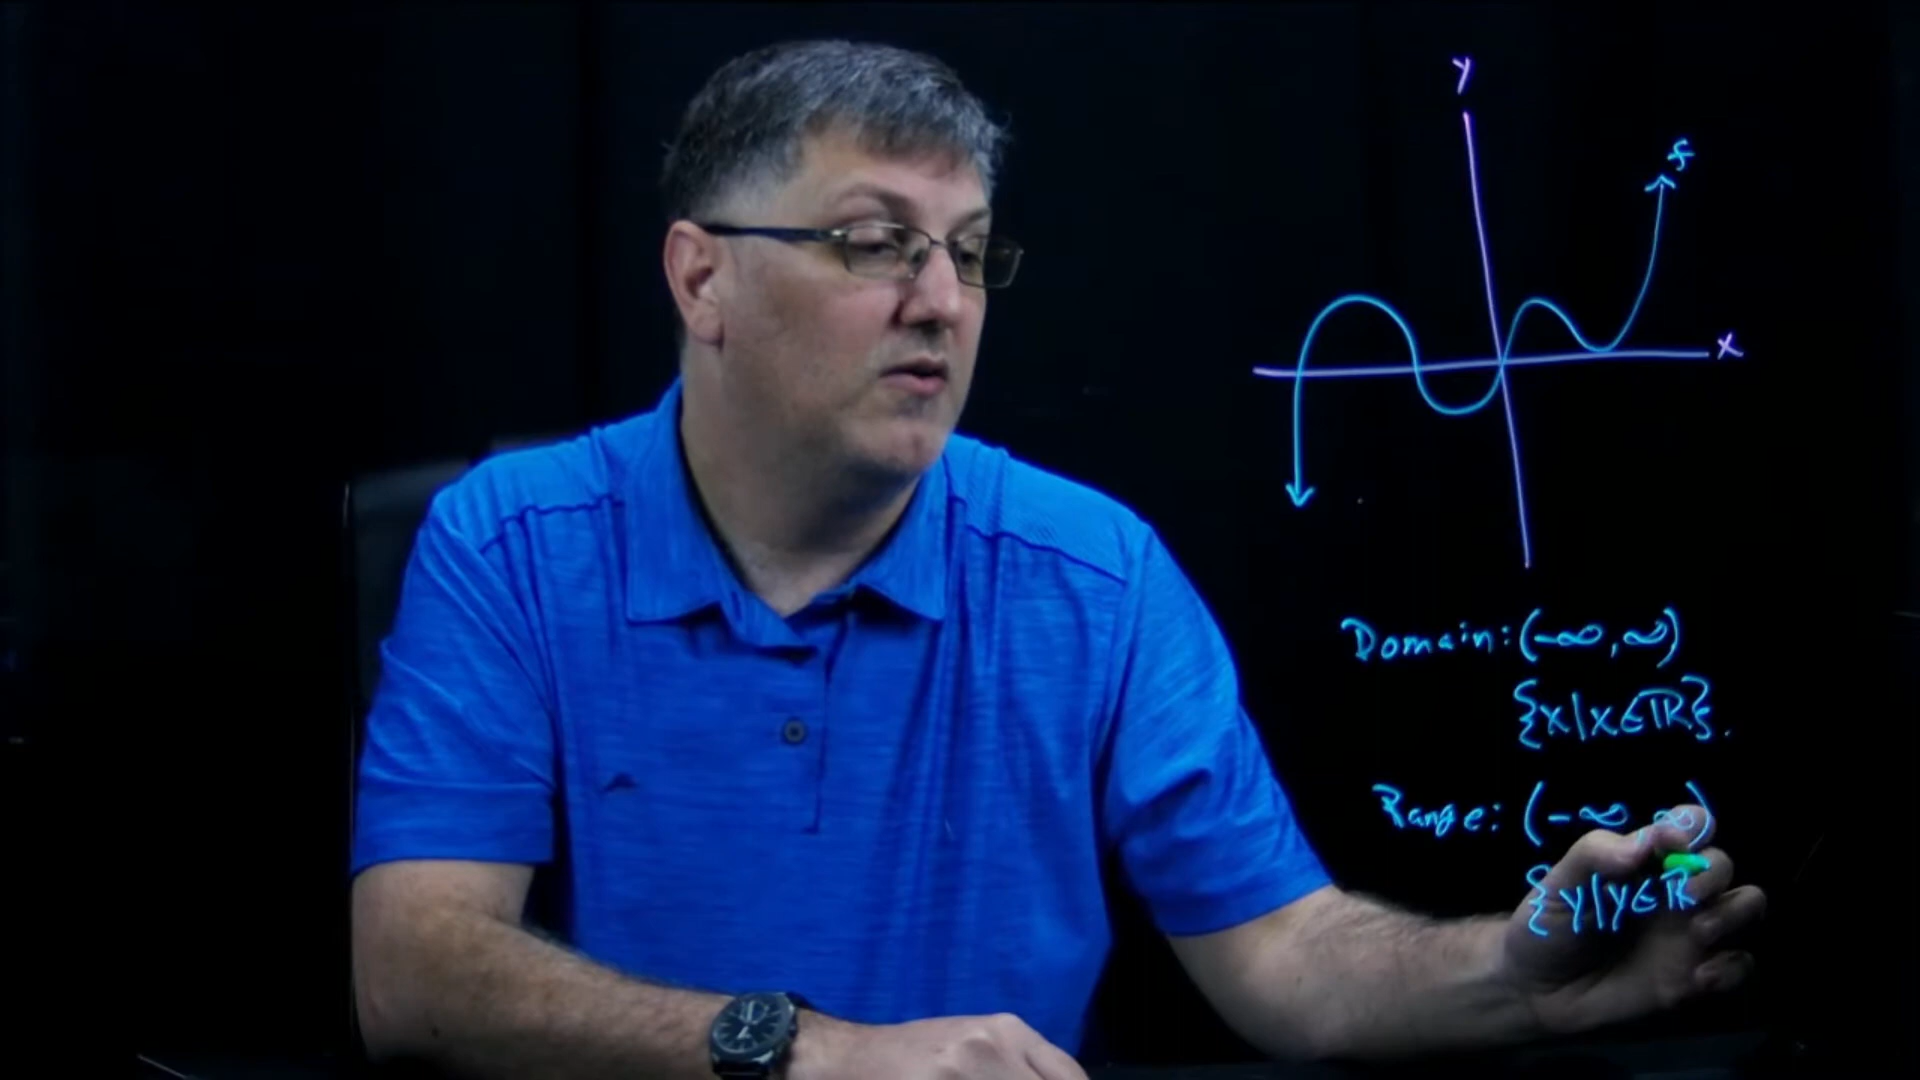 y
f
x
Domain: (-∞, ∞)
{x|x∈ℝ}.
Range: (-∞, ∞)
{y|y∈ℝ